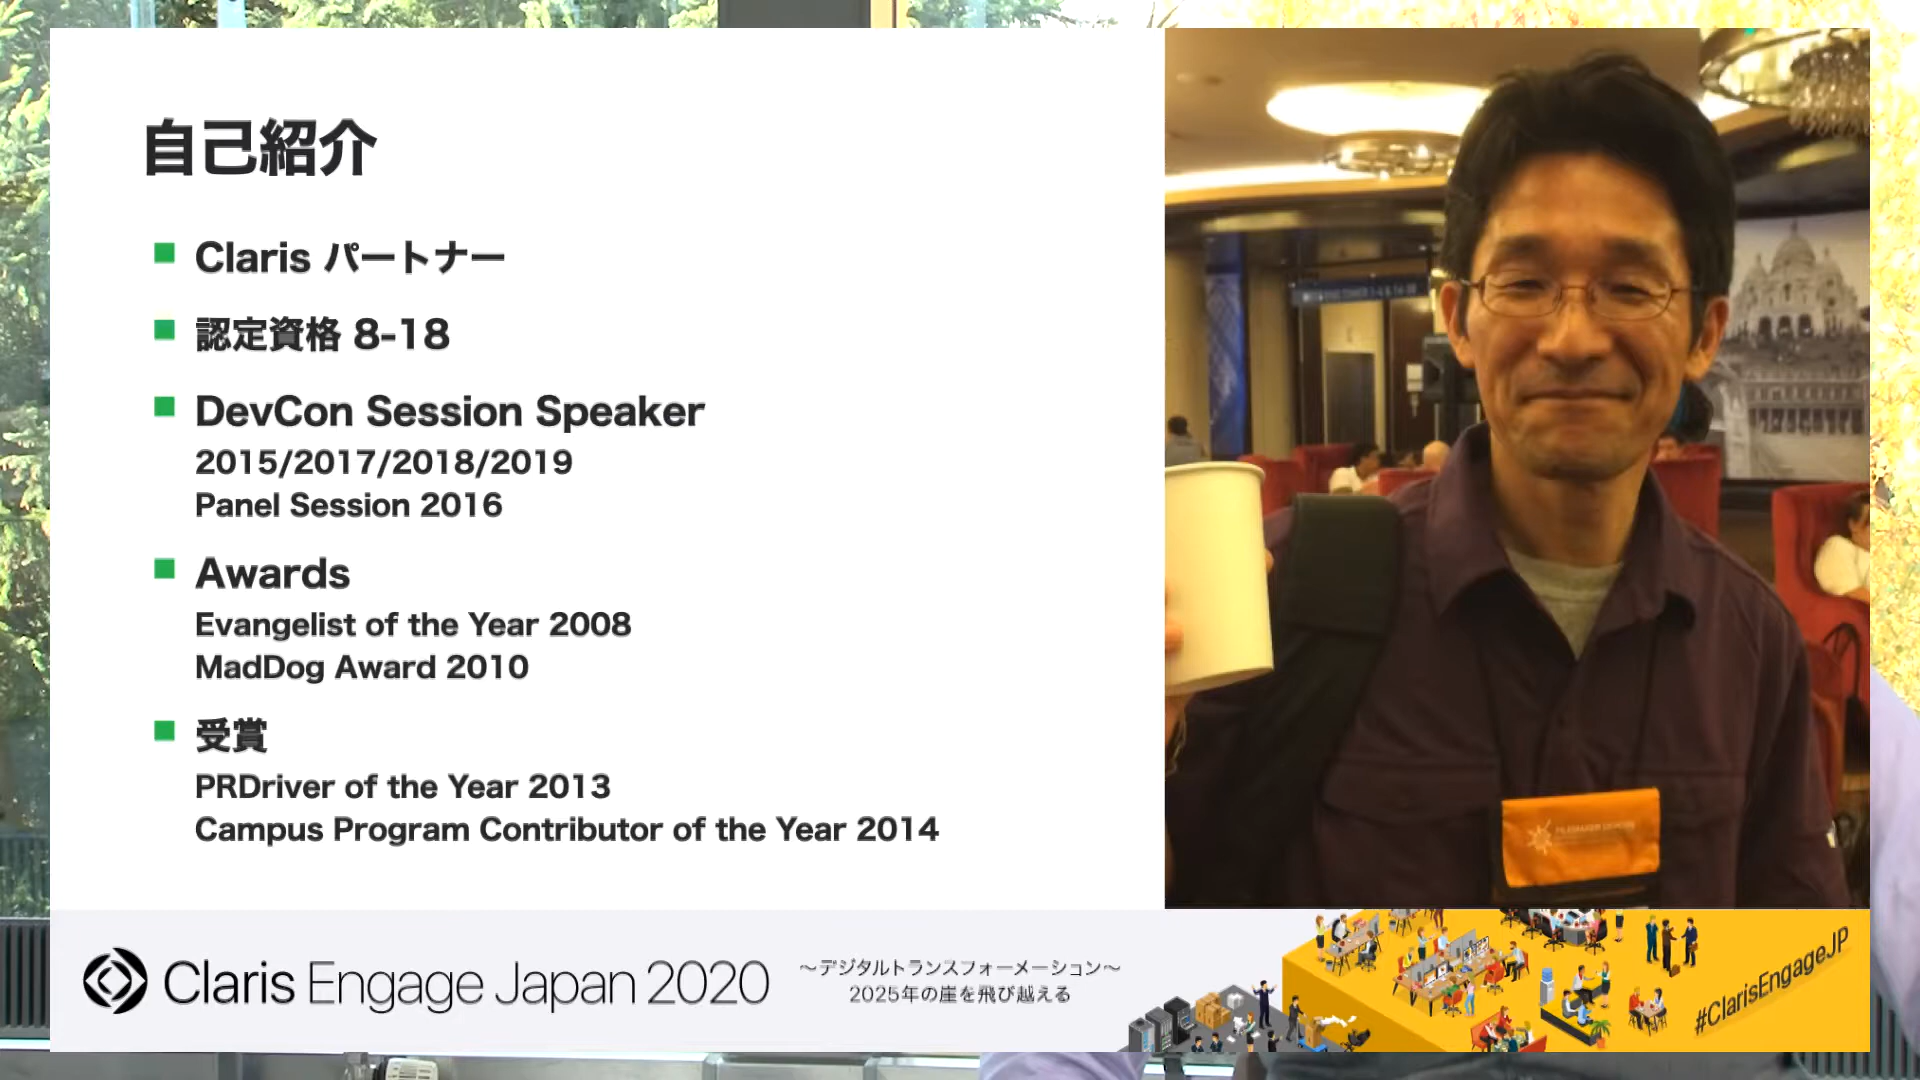 自己紹介
Claris パートナー
認定資格 8-18
DevCon Session Speaker
2015/2017/2018/2019
Panel Session 2016
Awards
Evangelist of the Year 2008
MadDog Award 2010
受賞
PRDriver of the Year 2013
Campus Program Contributor of the Year 2014
Claris Engage Japan 2020
～デジタルトランスフォーメーション～
2025年の崖を飛び越える
#ClarisEngageJP